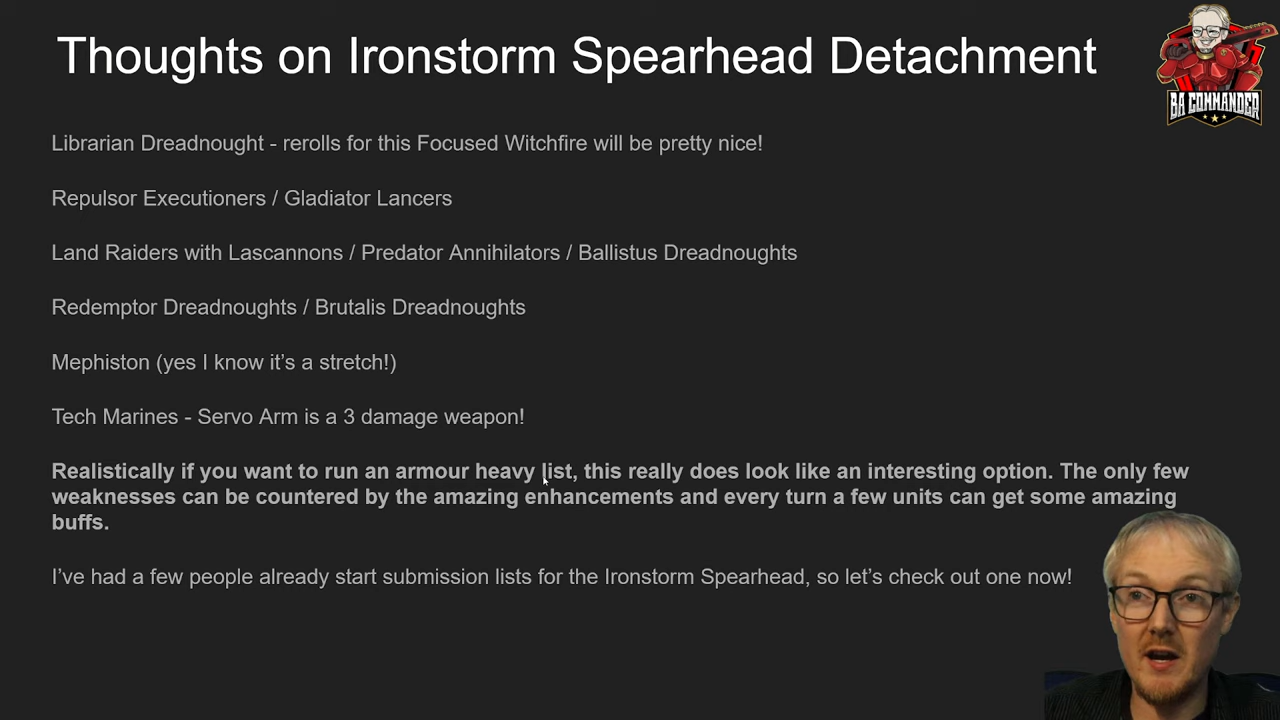 Thoughts on Ironstorm Spearhead Detachment
BA COMMANDER
Librarian Dreadnought - rerolls for this Focused Witchfire will be pretty nice!
Repulsor Executioners / Gladiator Lancers
Land Raiders with Lascannons / Predator Annihilators / Ballistus Dreadnoughts
Redemptor Dreadnoughts / Brutalis Dreadnoughts
Mephiston (yes I know it’s a stretch!)
Tech Marines - Servo Arm is a 3 damage weapon!
Realistically if you want to run an armour heavy list, this really does look like an interesting option. The only few
weaknesses can be countered by the amazing enhancements and every turn a few units can get some amazing
buffs.
I’ve had a few people already start submission lists for the Ironstorm Spearhead, so let’s check out one now!